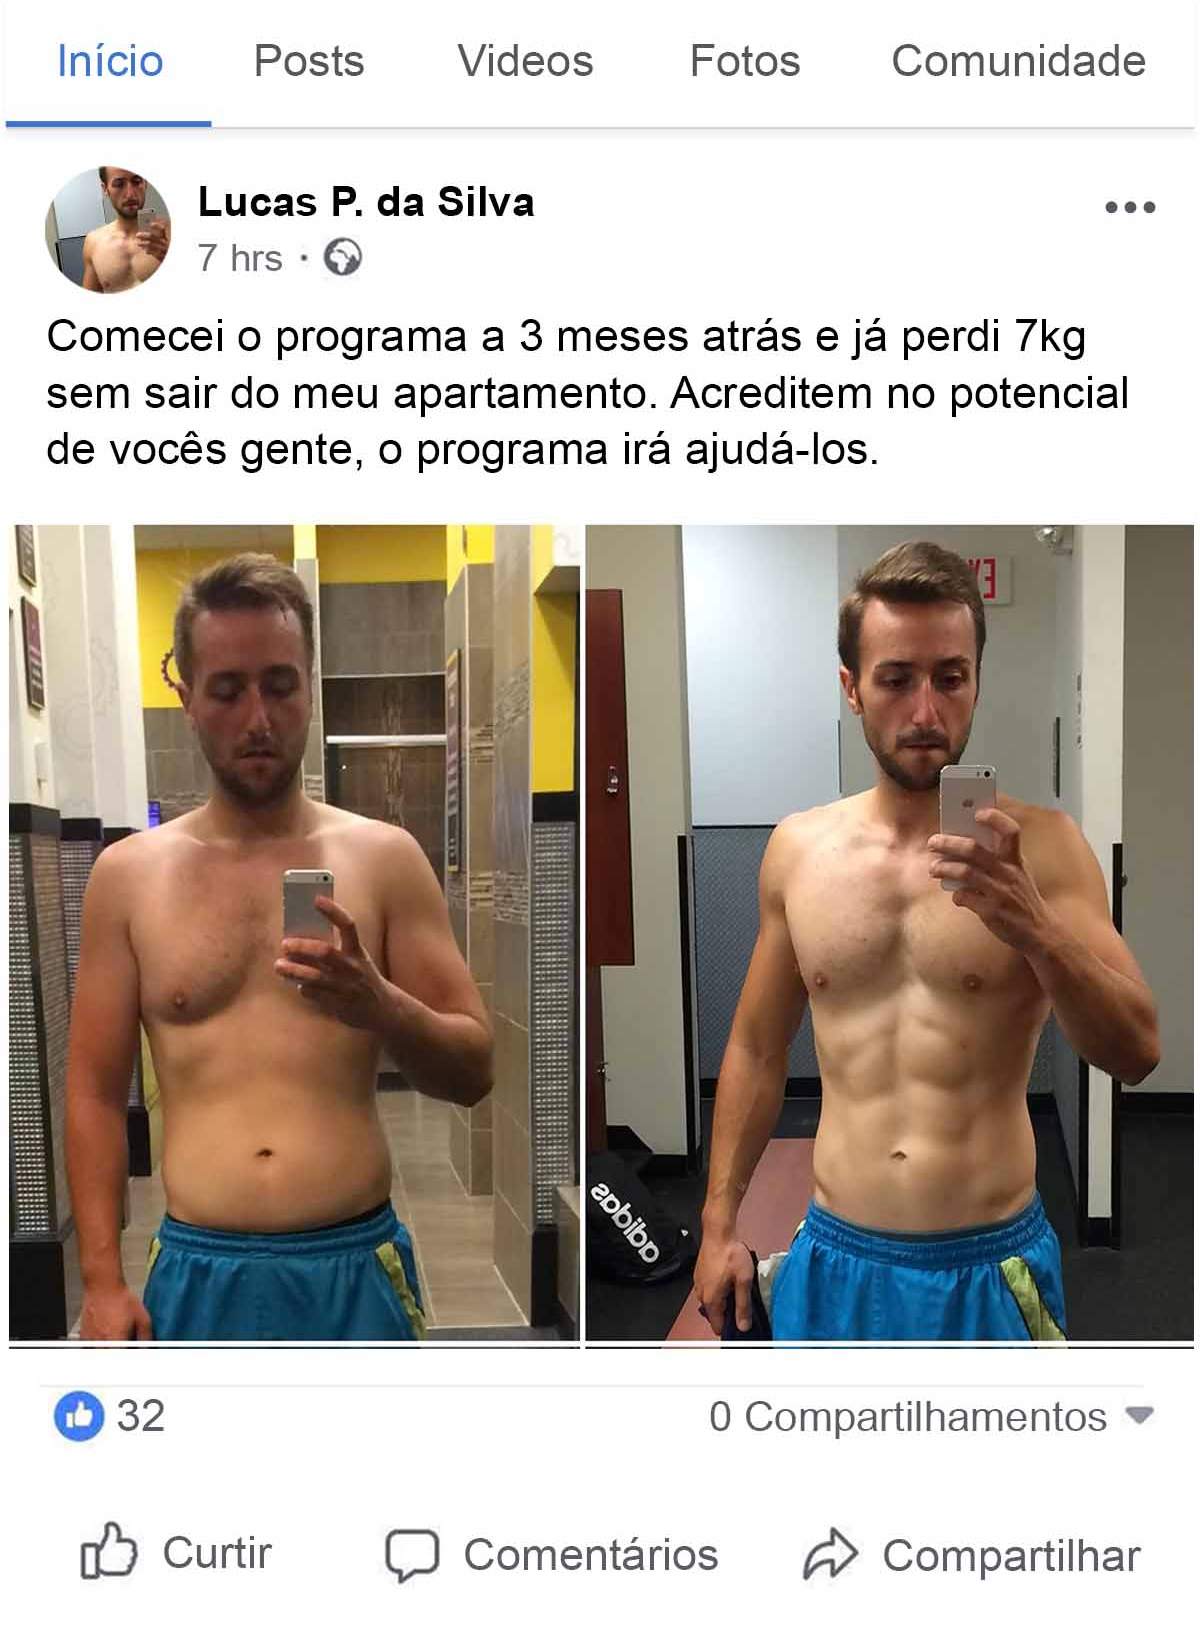 Início Posts Videos Fotos Comunidade
Lucas P. da Silva
7 hrs ·
Comecei o programa a 3 meses atrás e já perdi 7kg
sem sair do meu apartamento. Acreditem no potencial
de vocês gente, o programa irá ajudá-los.
EX
adidas
32 0 Compartilhamentos
Curtir Comentários Compartilhar